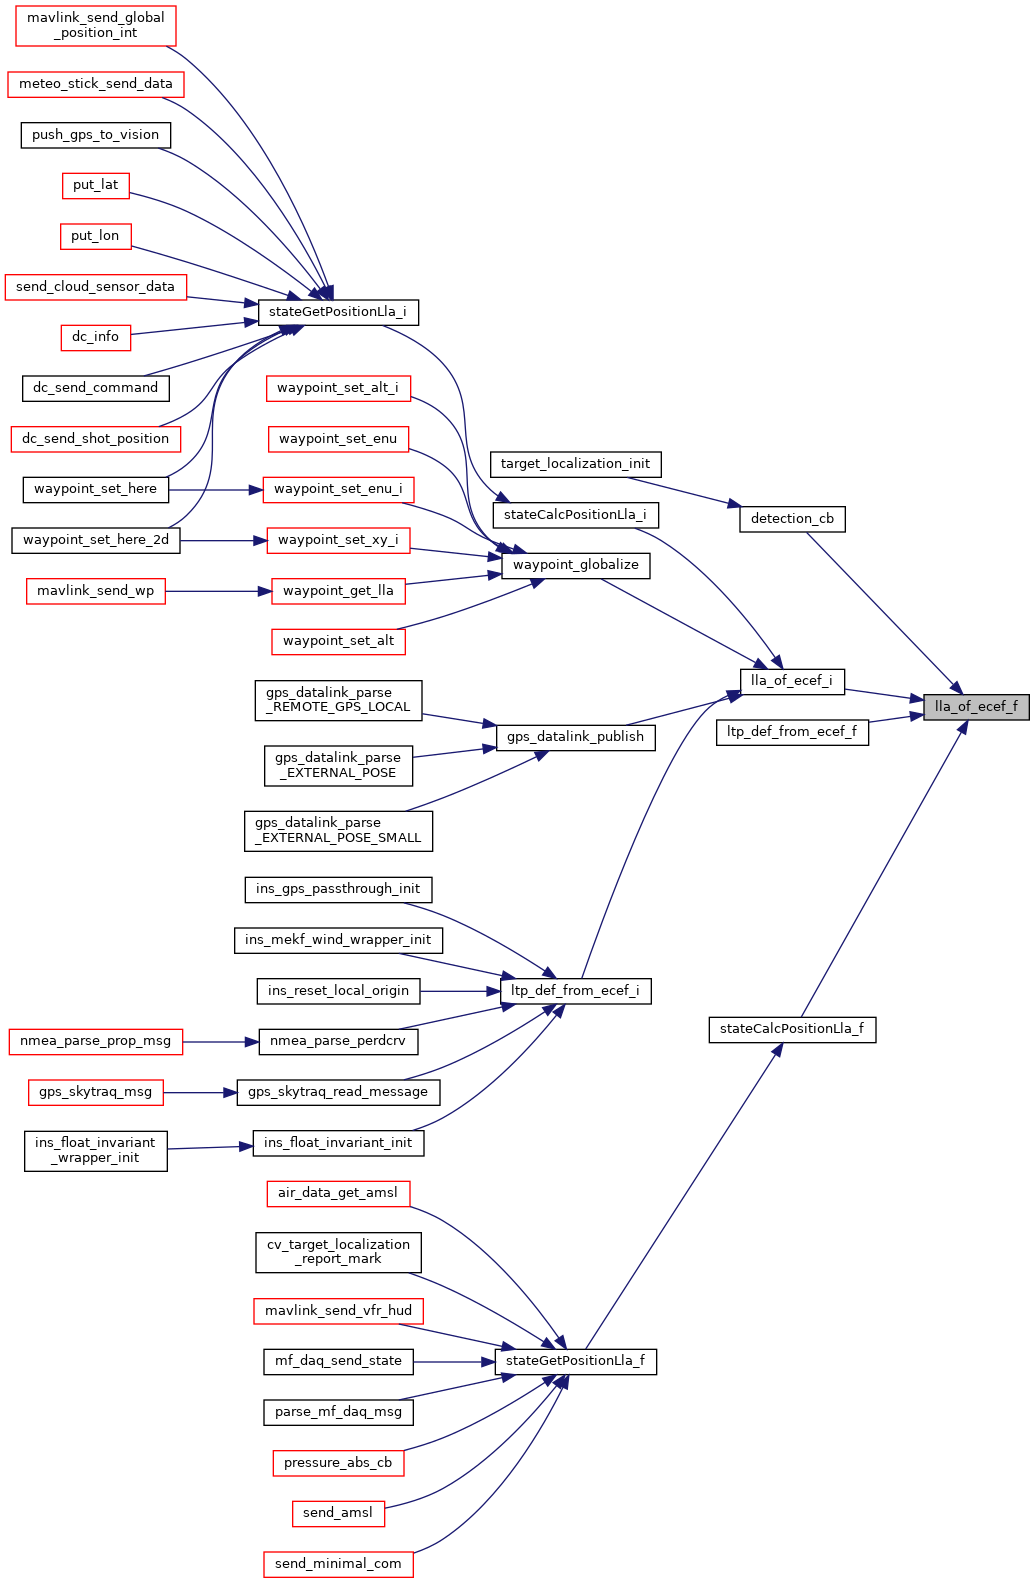 mavlink_send_global
_position_int
meteo_stick_send_data
push_gps_to_vision
put_lat
put_lon
send_cloud_sensor_data
stateGetPositionLla_i
dc_info
dc_send_command
waypoint_set_alt_i
dc_send_shot_position
waypoint_set_enu
target_localization_init
waypoint_set_here
waypoint_set_enu_i
stateCalcPositionLla_i
detection_cb
waypoint_set_here_2d
waypoint_set_xy_i
waypoint_globalize
mavlink_send_wp
waypoint_get_lla
waypoint_set_alt
lla_of_ecef_i
gps_datalink_parse
_REMOTE_GPS_LOCAL
lla_of_ecef_f
ltp_def_from_ecef_f
gps_datalink_publish
gps_datalink_parse
_EXTERNAL_POSE
gps_datalink_parse
_EXTERNAL_POSE_SMALL
ins_gps_passthrough_init
ins_mekf_wind_wrapper_init
ins_reset_local_origin
ltp_def_from_ecef_i
stateCalcPositionLla_f
nmea_parse_prop_msg
nmea_parse_perdcrv
gps_skytraq_msg
gps_skytraq_read_message
ins_float_invariant
_wrapper_init
ins_float_invariant_init
air_data_get_amsl
cv_target_localization
_report_mark
mavlink_send_vfr_hud
mf_daq_send_state
stateGetPositionLla_f
parse_mf_daq_msg
pressure_abs_cb
send_amsl
send_minimal_com